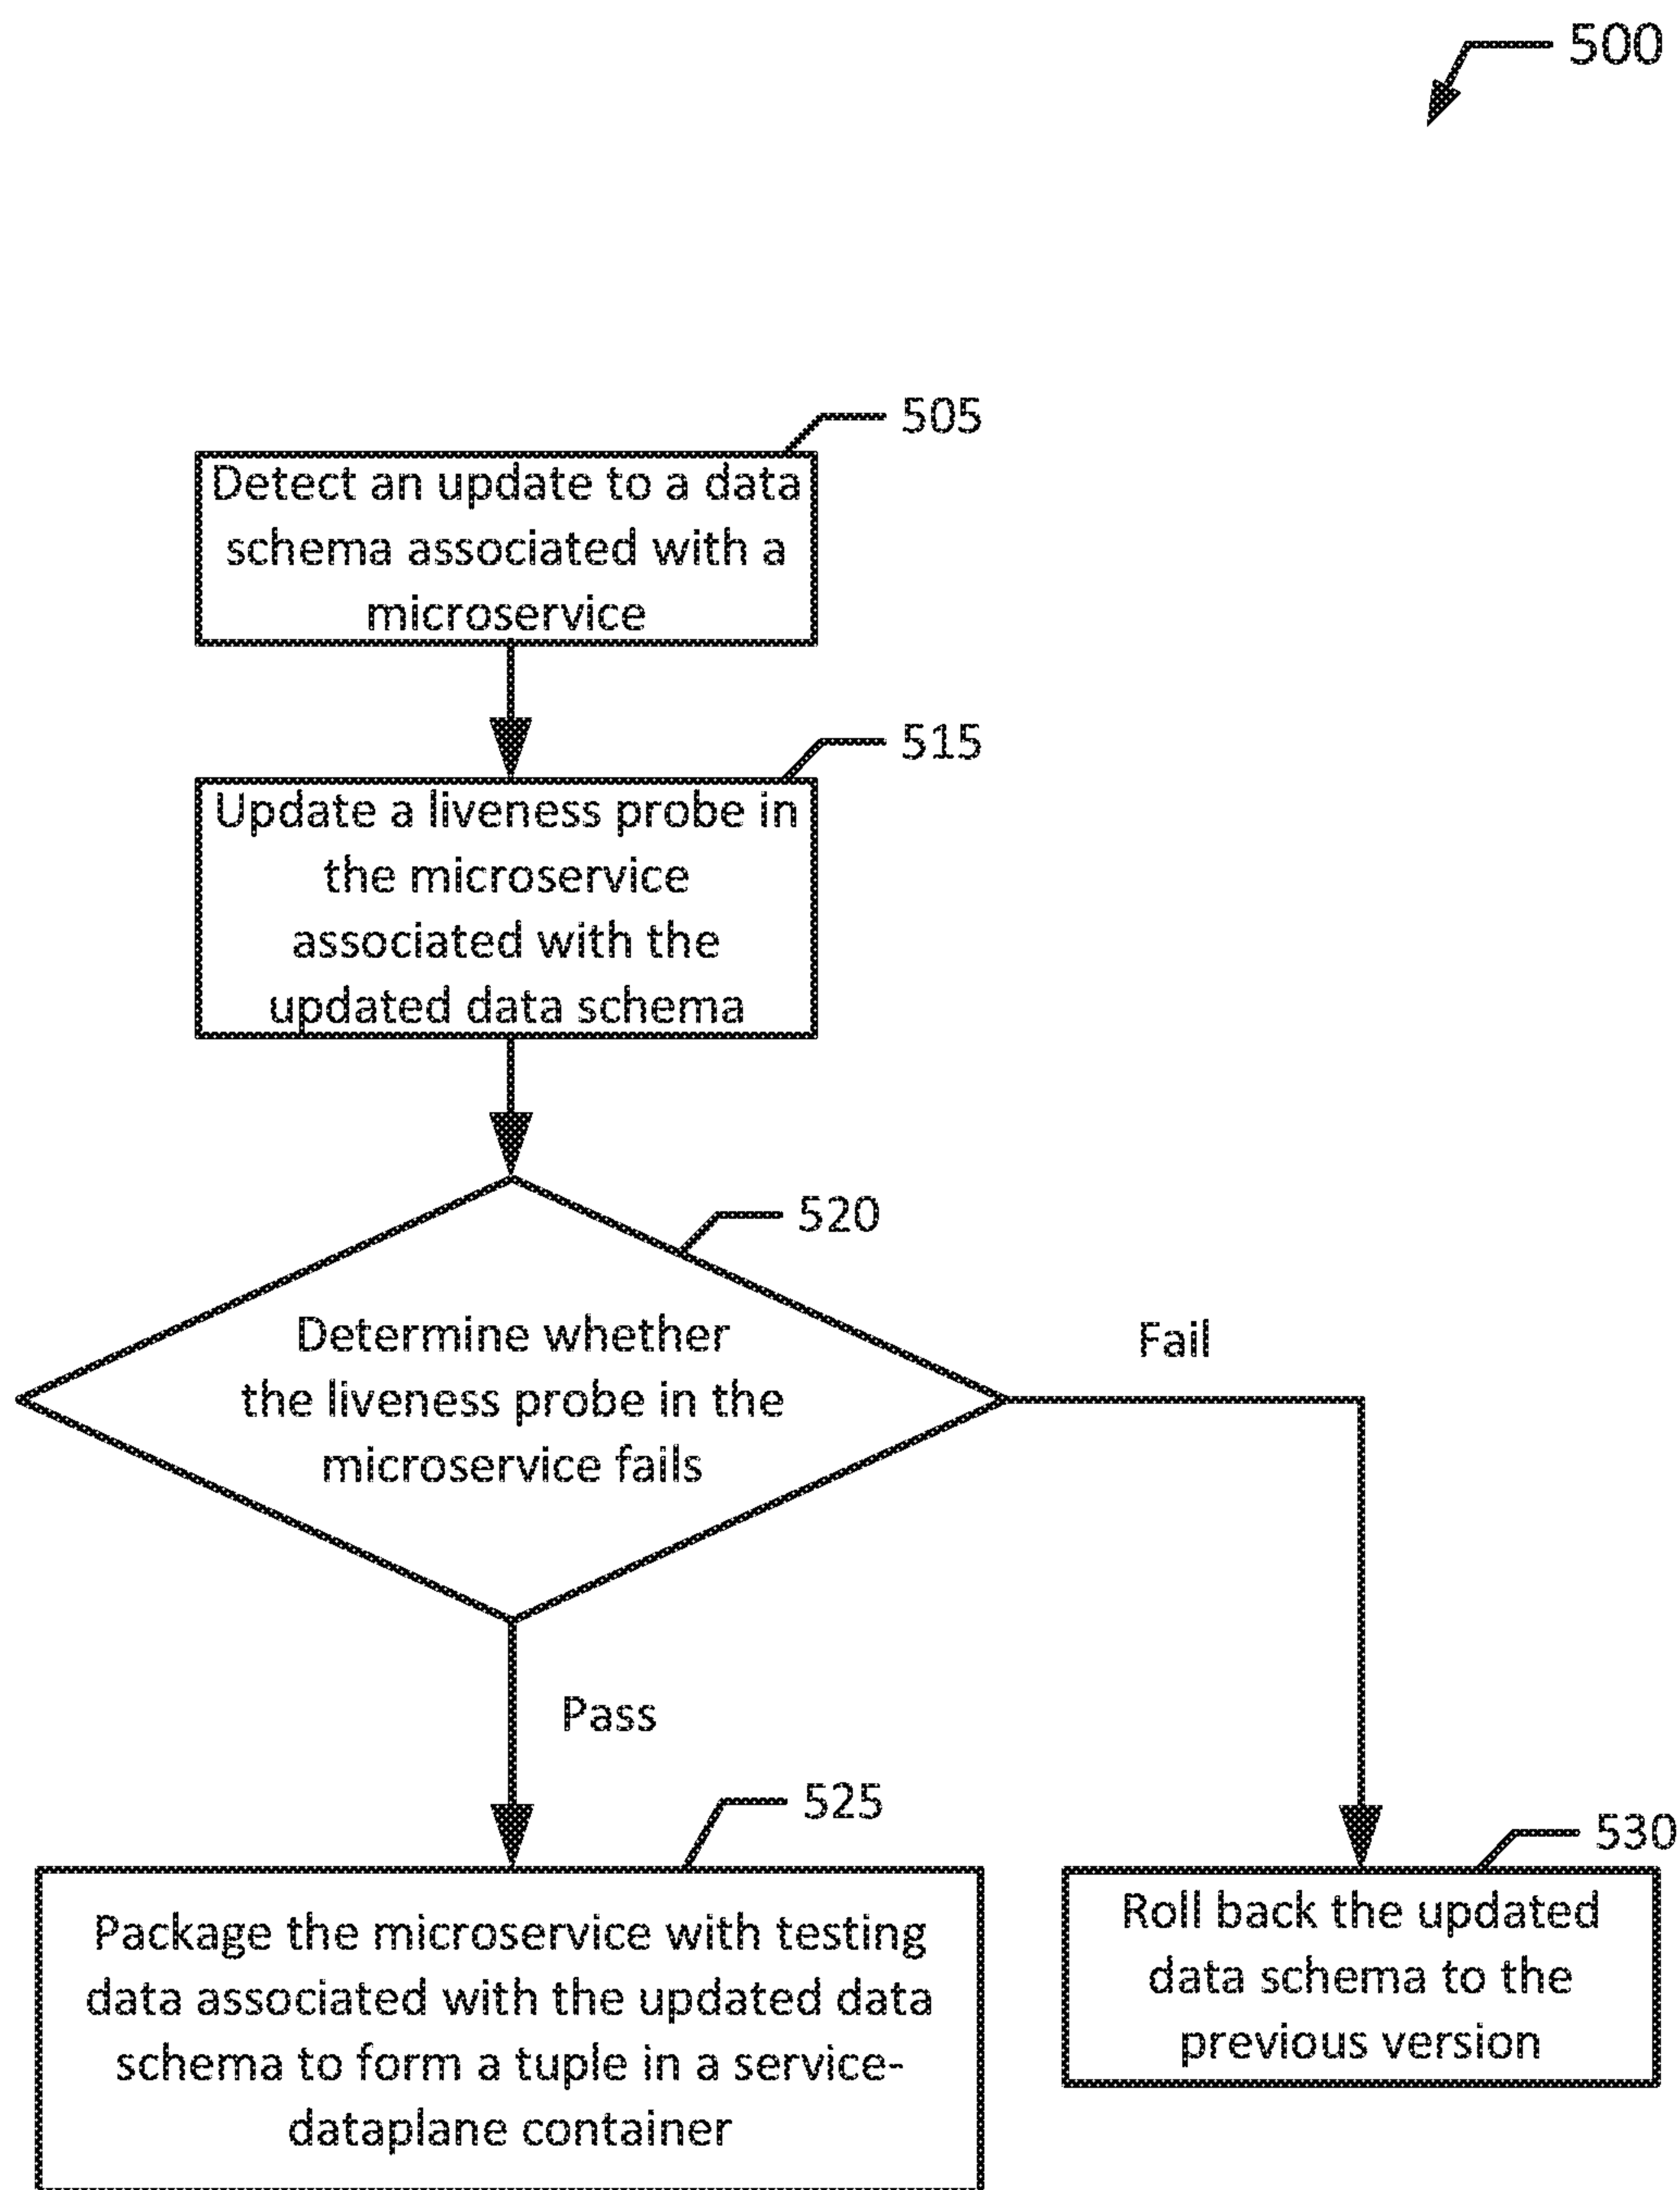 500
505
Detect an update to a data
schema associated with a
microservice
515
Update a liveness probe in
the microservice
associated with the
updated data schema
520
Determine whether
the liveness probe in the
microservice fails
Fail
Pass
525
Package the microservice with testing
data associated with the updated data
schema to form a tuple in a service-
dataplane container
530
Roll back the updated
data schema to the
previous version